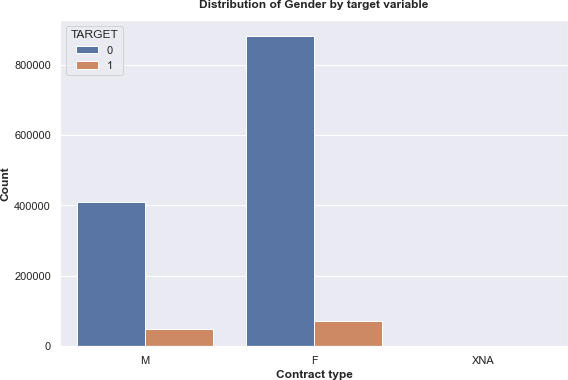 Distribution of Gender by target variable
TARGET
0
1
800000
600000
400000
200000
0
Count
M
F
XNA
Contract type